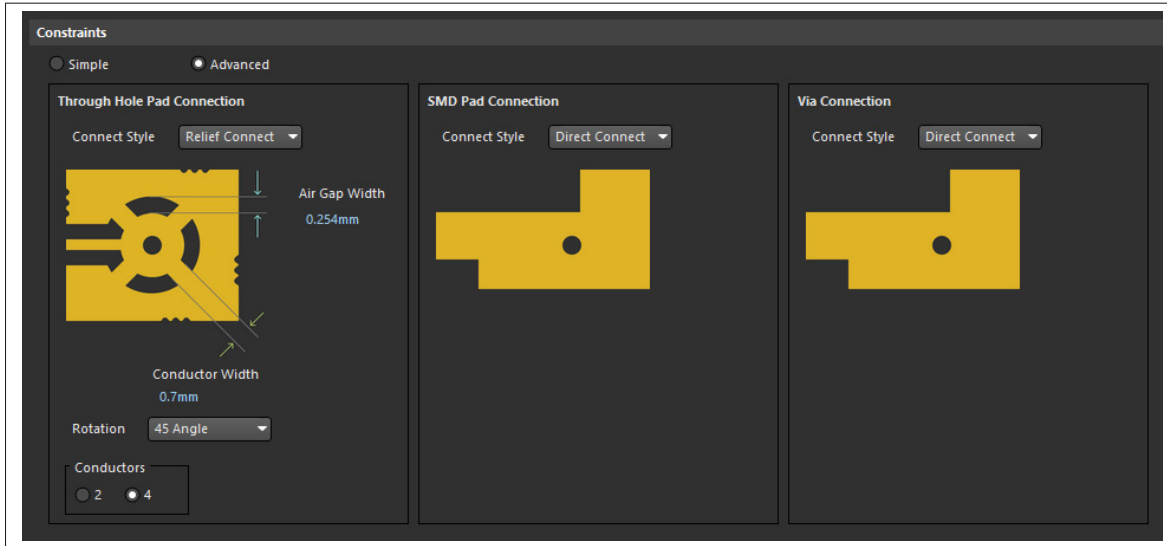 Constraints
Simple
Advanced
Through Hole Pad Connection
Connect Style
Relief Connect
Air Gap Width
0.254mm
Conductor Width
0.7mm
Rotation
45 Angle
Conductors
2
4
SMD Pad Connection
Connect Style
Direct Connect
Via Connection
Connect Style
Direct Connect